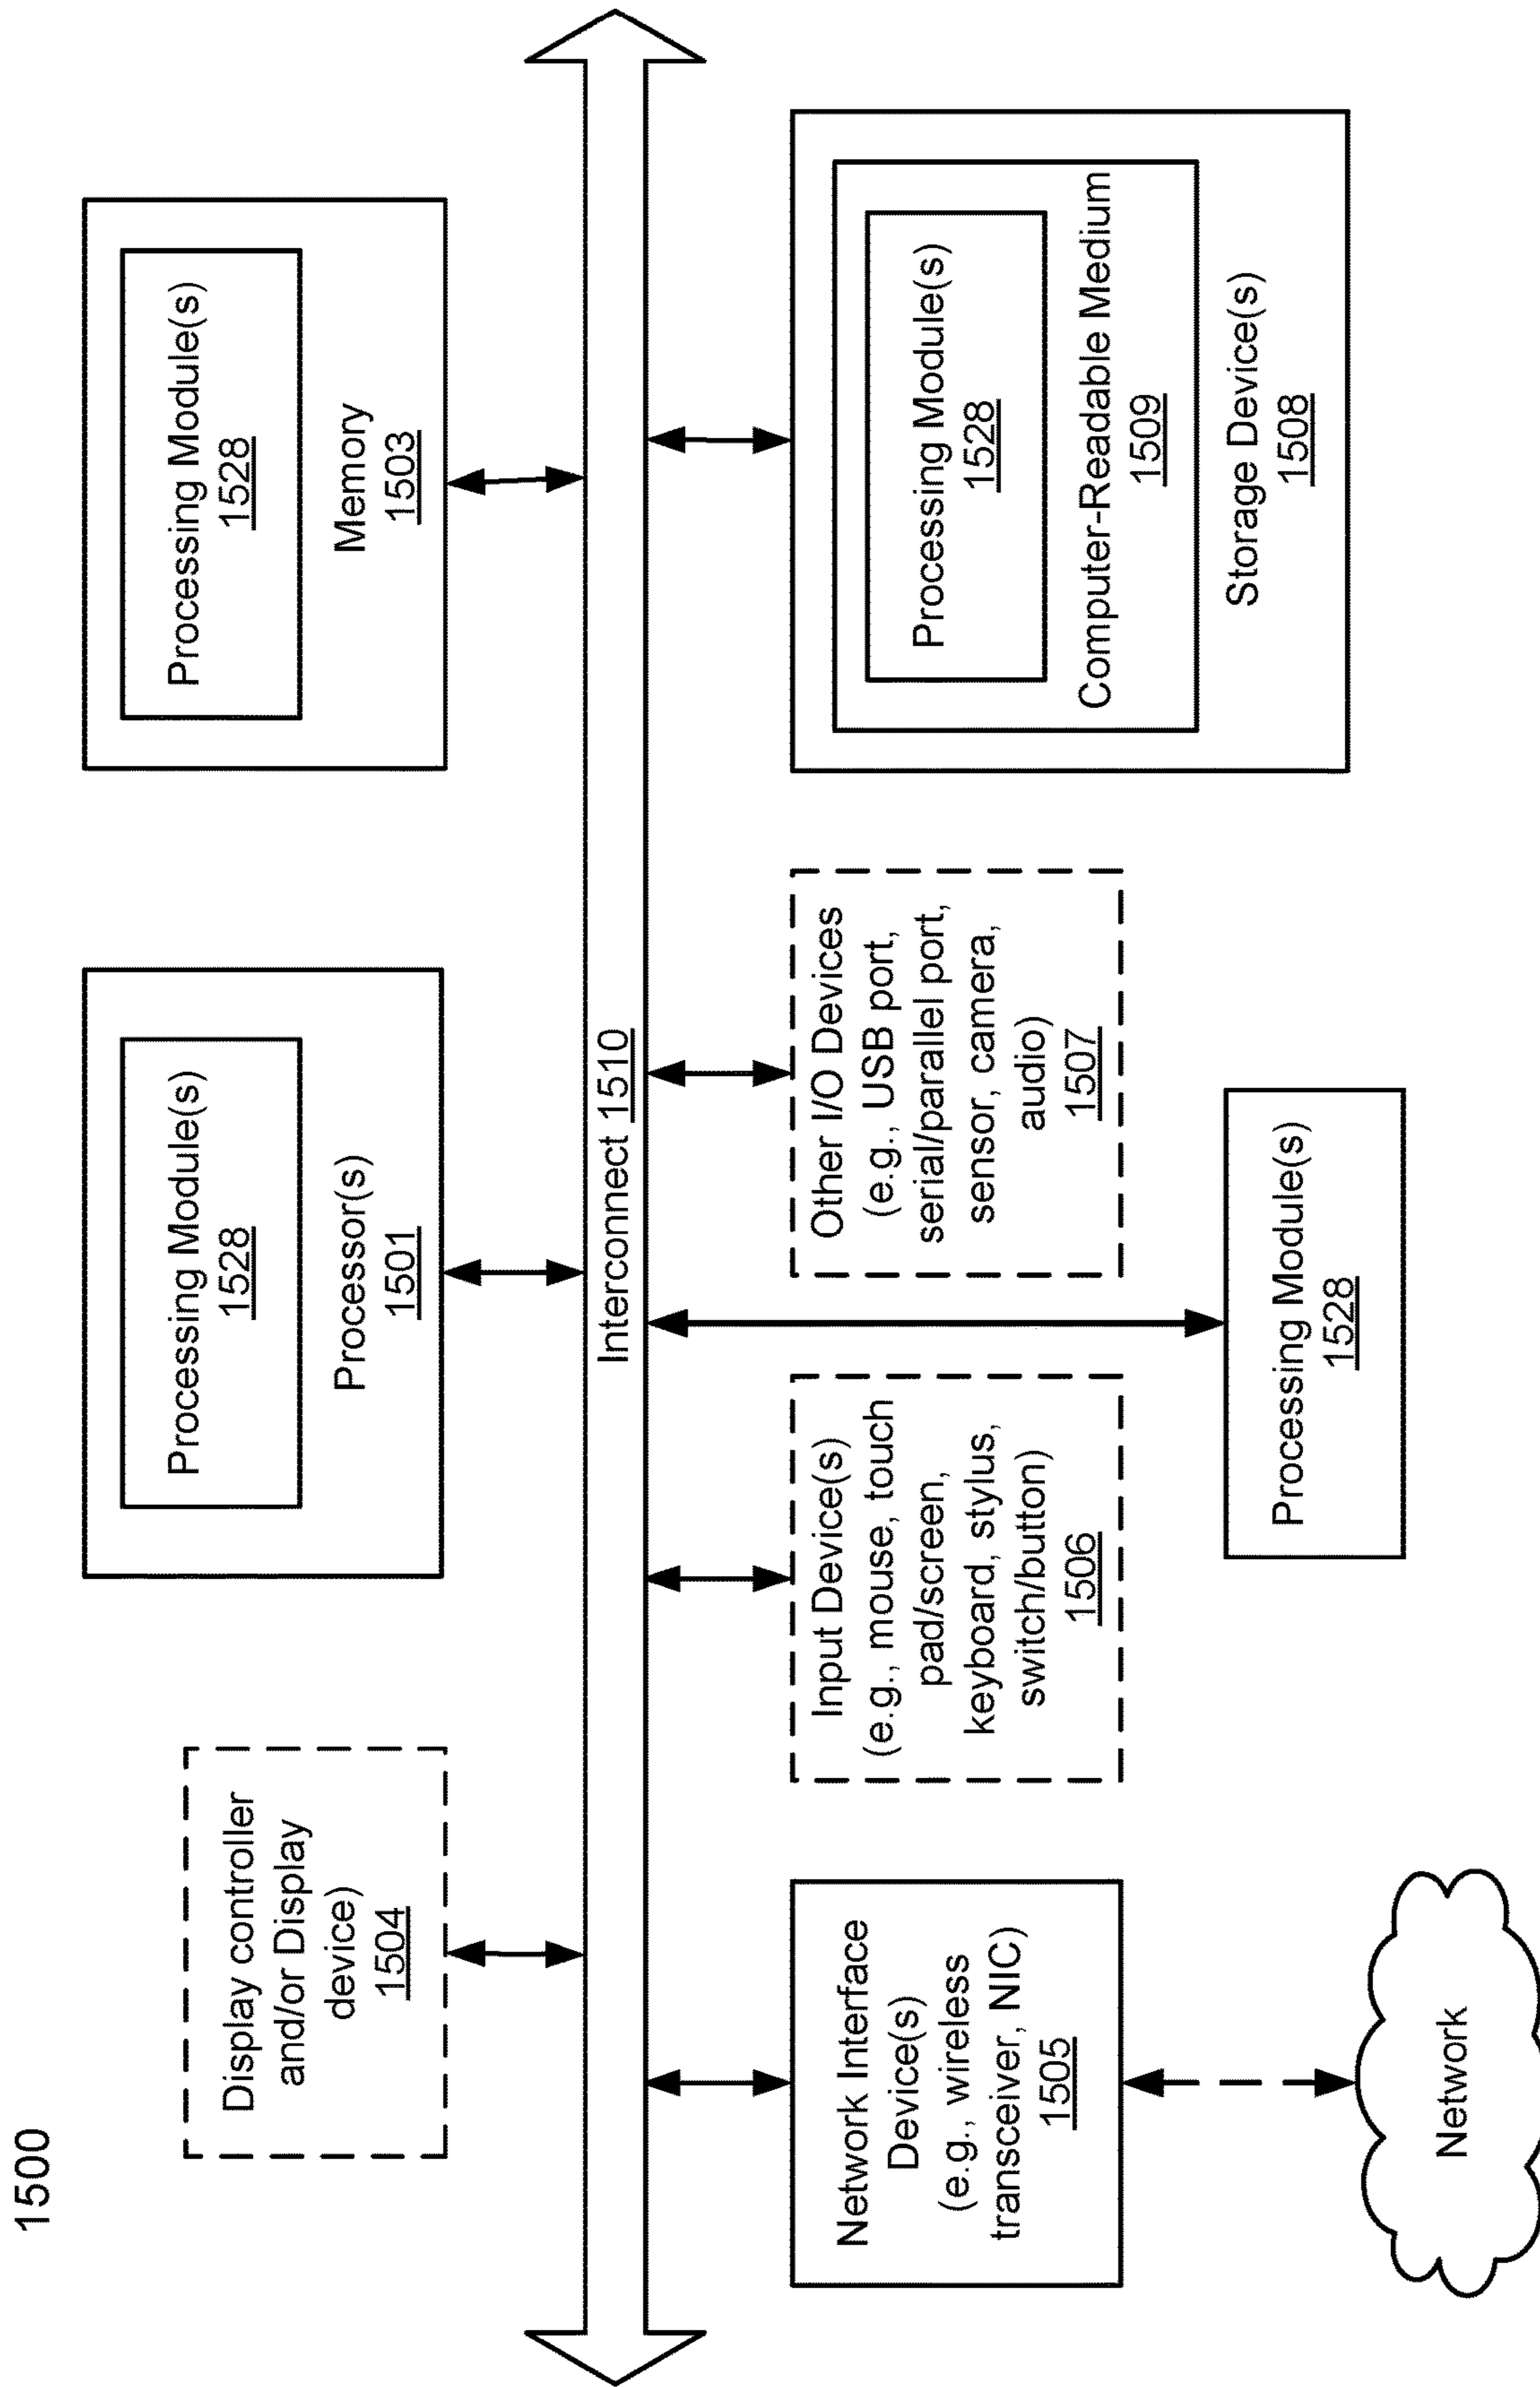 1500
Display controller
and/or Display
device)
1504
Processing Module(s)
1528
Processor(s)
1501
Processing Module(s)
1528
Memory
1503
Interconnect 1510
Network Interface
Device(s)
(e.g., wireless
transceiver, NIC)
1505
Input Device(s)
(e.g., mouse, touch
pad/screen,
keyboard, stylus,
switch/button)
1506
Other I/O Devices
(e.g., USB port,
serial/parallel port,
sensor, camera,
audio)
1507
Processing Module(s)
1528
Computer-Readable Medium
1509
Storage Device(s)
1508
Processing Module(s)
1528
Network